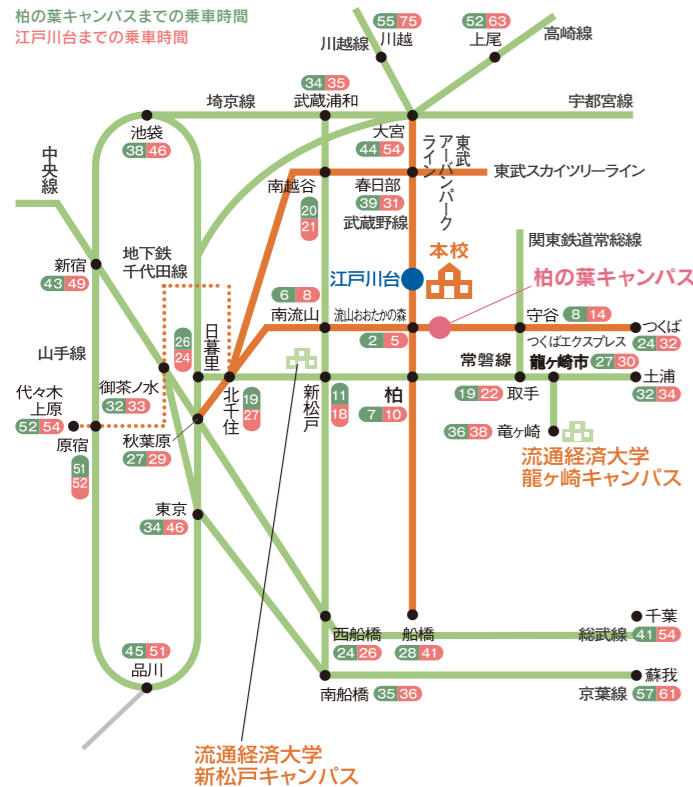 柏の葉キャンパスまでの乗車時間
江戸川台までの乗車時間
55 75
川越線
川越
52 63
上尾
高崎線
34 35
埼京線
武蔵浦和
宇都宮線
池袋
38 46
大宮
44 54
東武
アーバンパーク
ライン
中央線
南越谷
20
21
春日部
39 31
武蔵野線
東武スカイツリーライン
関東鉄道常総線
新宿
43 49
地下鉄
千代田線
本校
江戸川台
柏の葉キャンパス
6 8
南流山
流山おおたかの森
2 5
守谷
8 14
つくば
24 32
つくばエクスプレス
山手線
26
24
日暮里
常磐線
龍ヶ崎市
27 30
代々木
上原
52 54
御茶ノ水
32 33
北千住
19
27
新松戸
11
18
柏
7 10
19 22
取手
土浦
32 34
原宿
51
52
秋葉原
27 29
36 38
竜ヶ崎
流通経済大学
龍ヶ崎キャンパス
東京
34 46
45 51
品川
西船橋
24 26
船橋
28 41
千葉
総武線
41 54
南船橋
35 36
蘇我
京葉線
57 61
流通経済大学
新松戸キャンパス